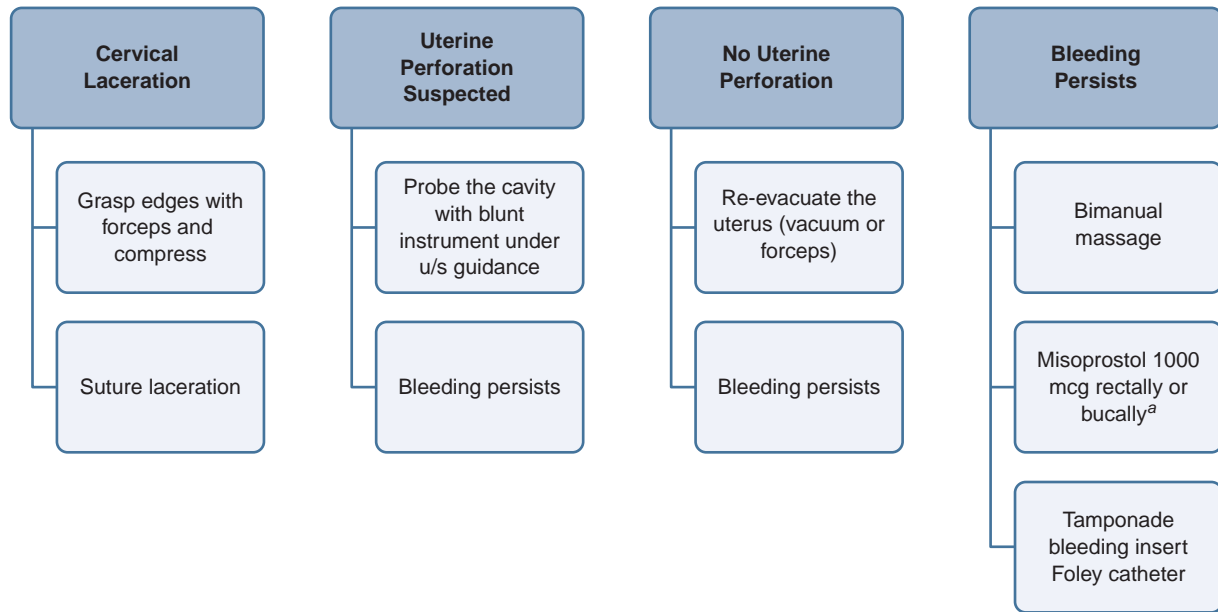 Cervical
Laceration
Grasp edges with
forceps and
compress
Suture laceration
Uterine
Perforation
Suspected
Probe the cavity
with blunt
instrument under
u/s guidance
Bleeding persists
No Uterine
Perforation
Re-evacuate the
uterus (vacuum or
forceps)
Bleeding persists
Bleeding
Persists
Bimanual
massage
Misoprostol 1000
mcg rectally or
bucallyᵃ
Tamponade
bleeding insert
Foley catheter